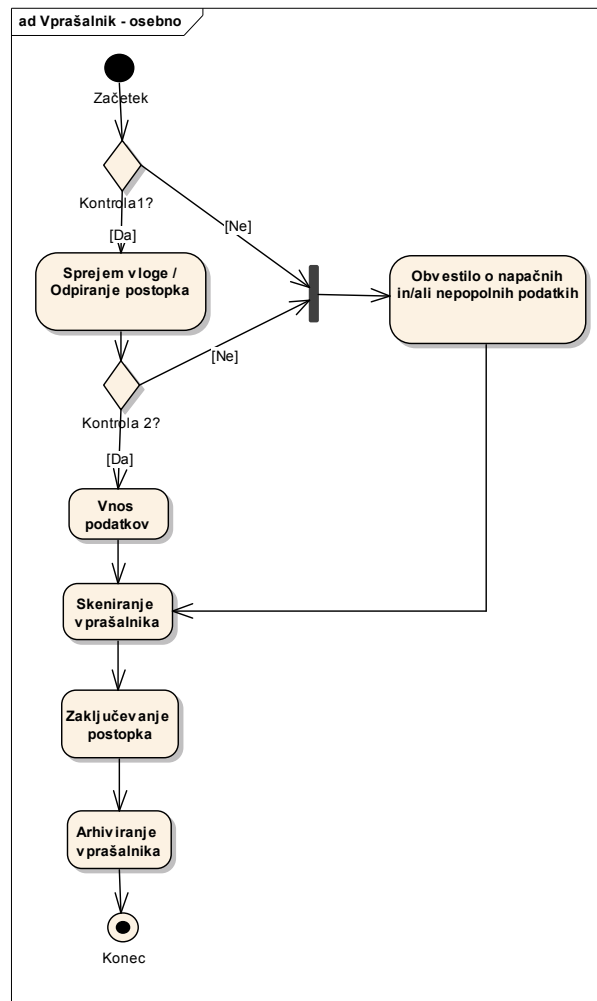 ad Vprašalnik - osebno
Začetek
Kontrola1?
[Da]
[Ne]
Sprejem vloge /
Odpiranje postopka
Obvestilo o napačnih
in/ali nepopolnih podatkih
[Ne]
Kontrola 2?
[Da]
Vnos
podatkov
Skeniranje
vprašalnika
Zaključevanje
postopka
Arhiviranje
vprašalnika
Konec